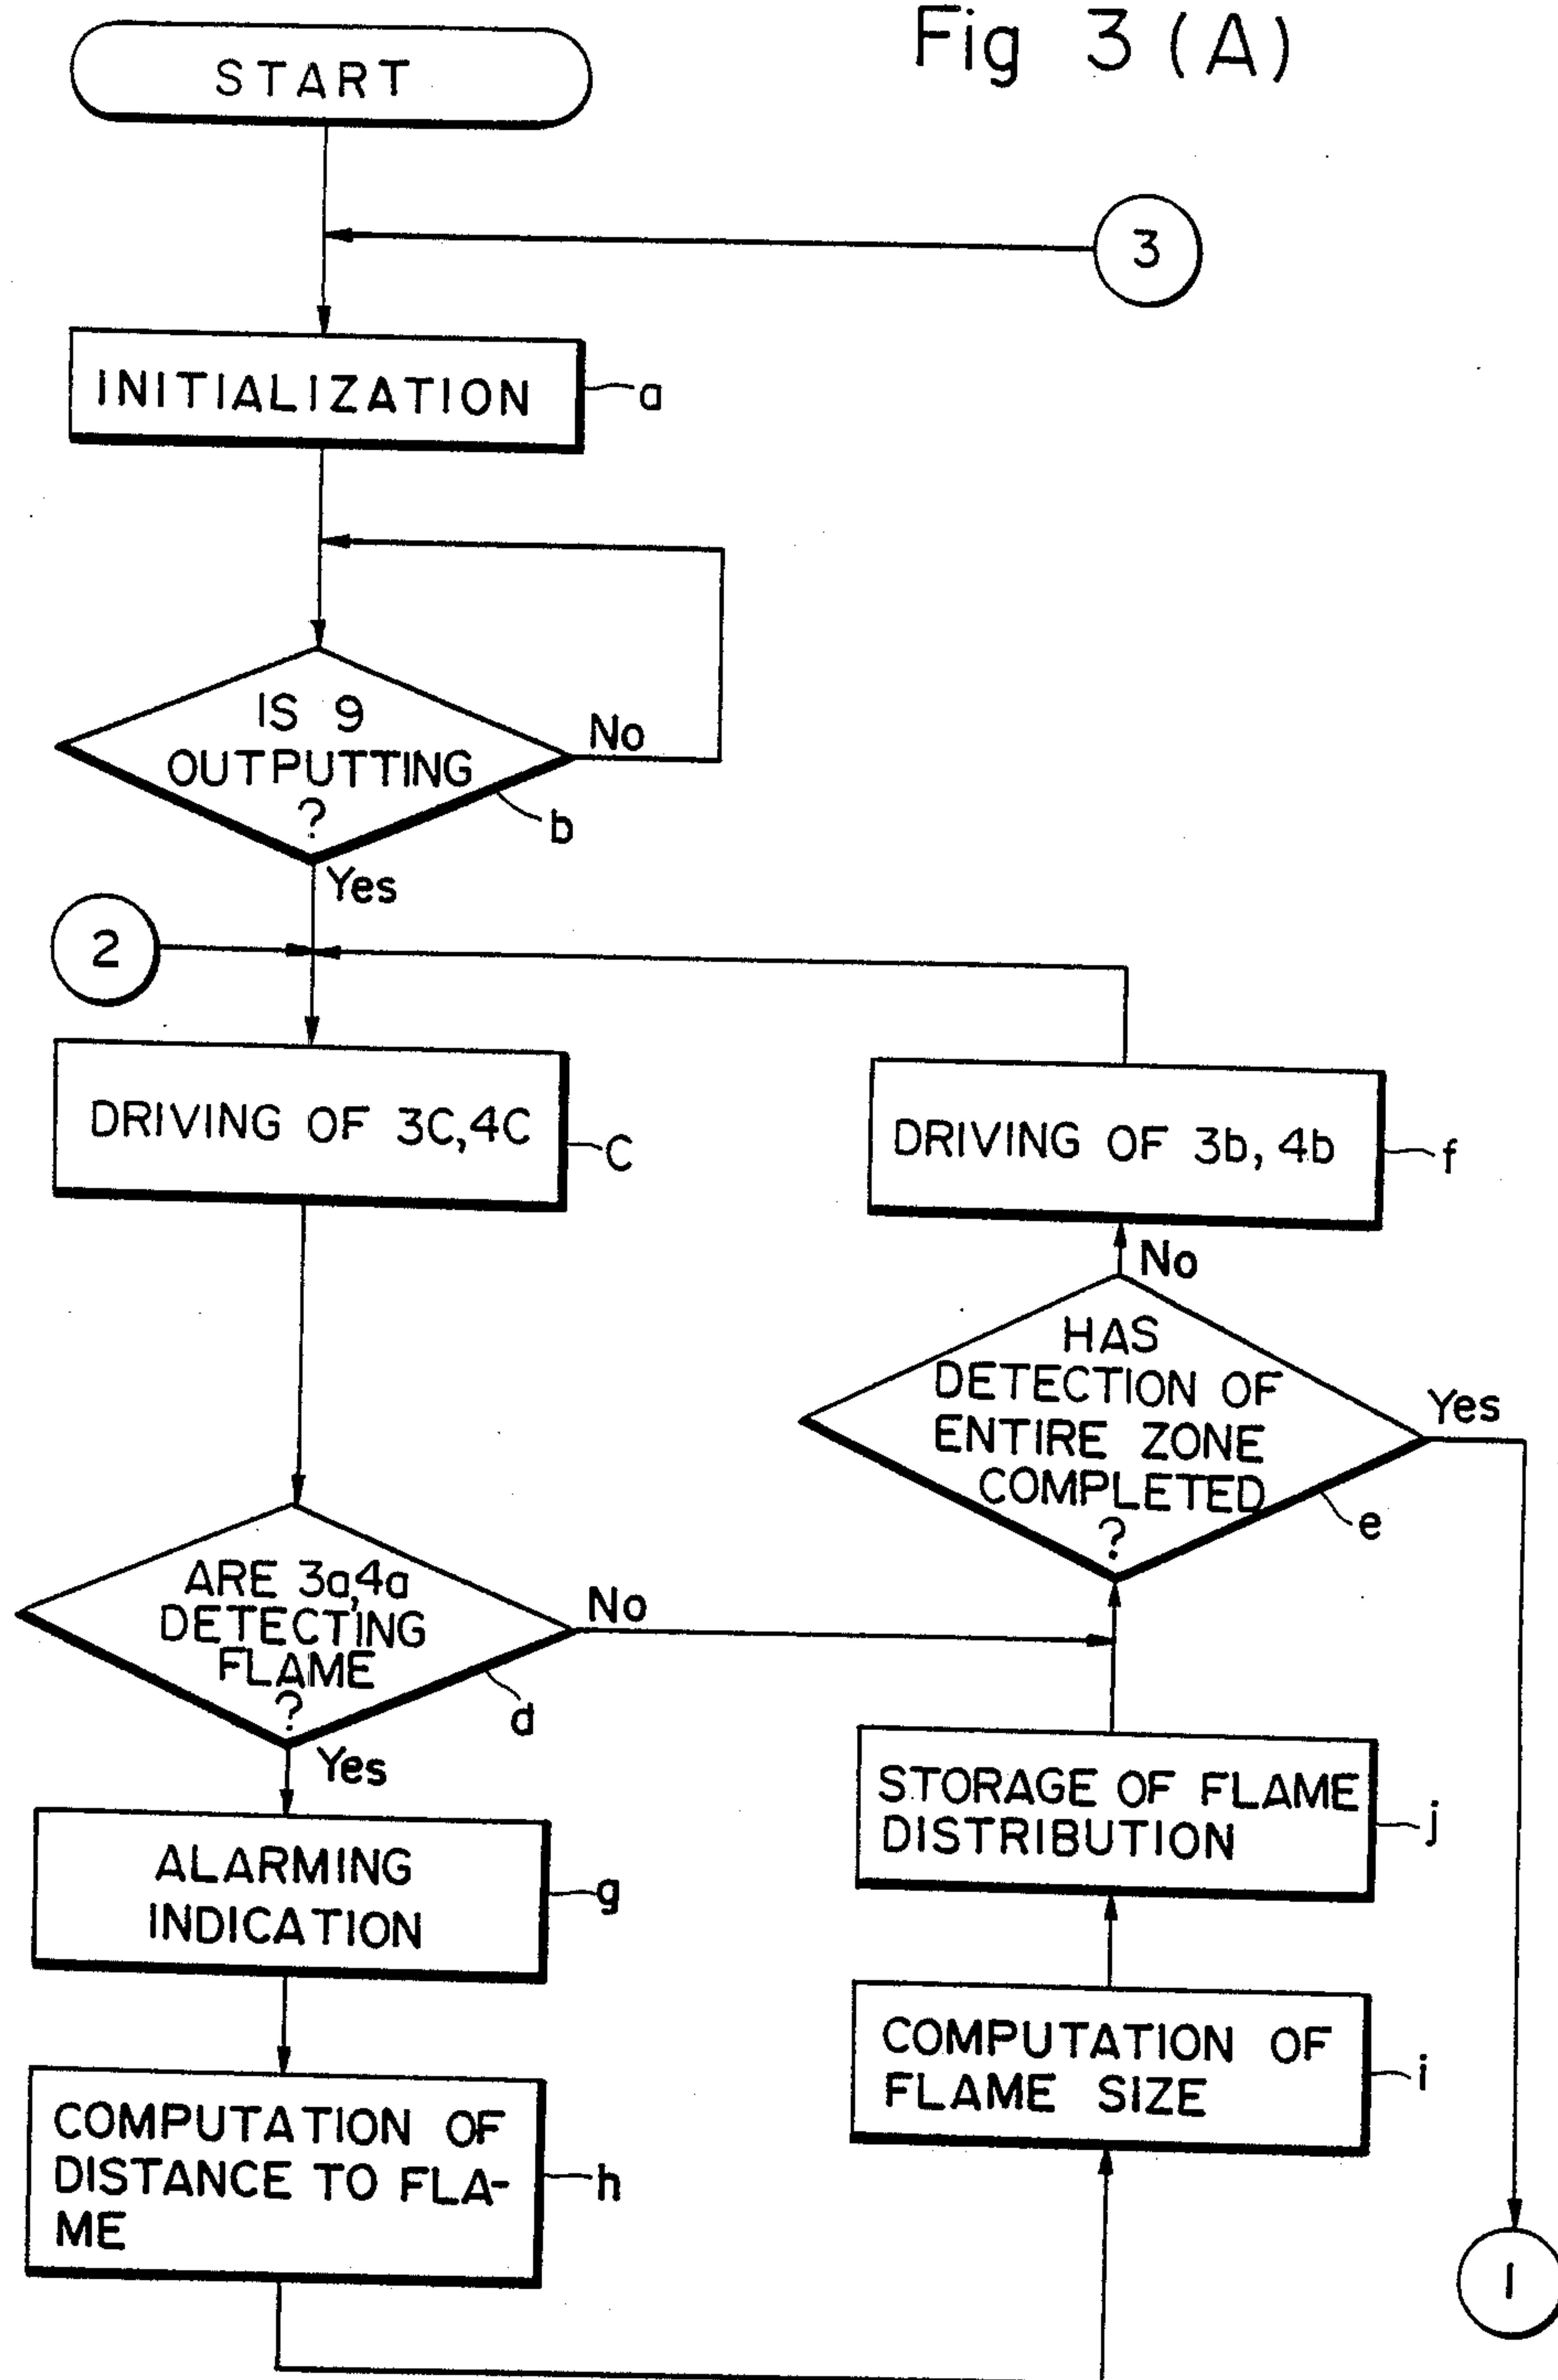 Fig 3 (A)
START
3
INITIALIZATION
a
IS 9
OUTPUTTING
?
No
b
Yes
2
DRIVING OF 3C,4C
C
DRIVING OF 3b, 4b
f
No
HAS
DETECTION OF
ENTIRE ZONE
COMPLETED
?
Yes
e
ARE 3a,4a
DETECTING
FLAME
?
No
d
Yes
ALARMING
INDICATION
g
STORAGE OF FLAME
DISTRIBUTION
j
COMPUTATION OF
FLAME SIZE
i
COMPUTATION OF
DISTANCE TO FLA-
ME
h
1